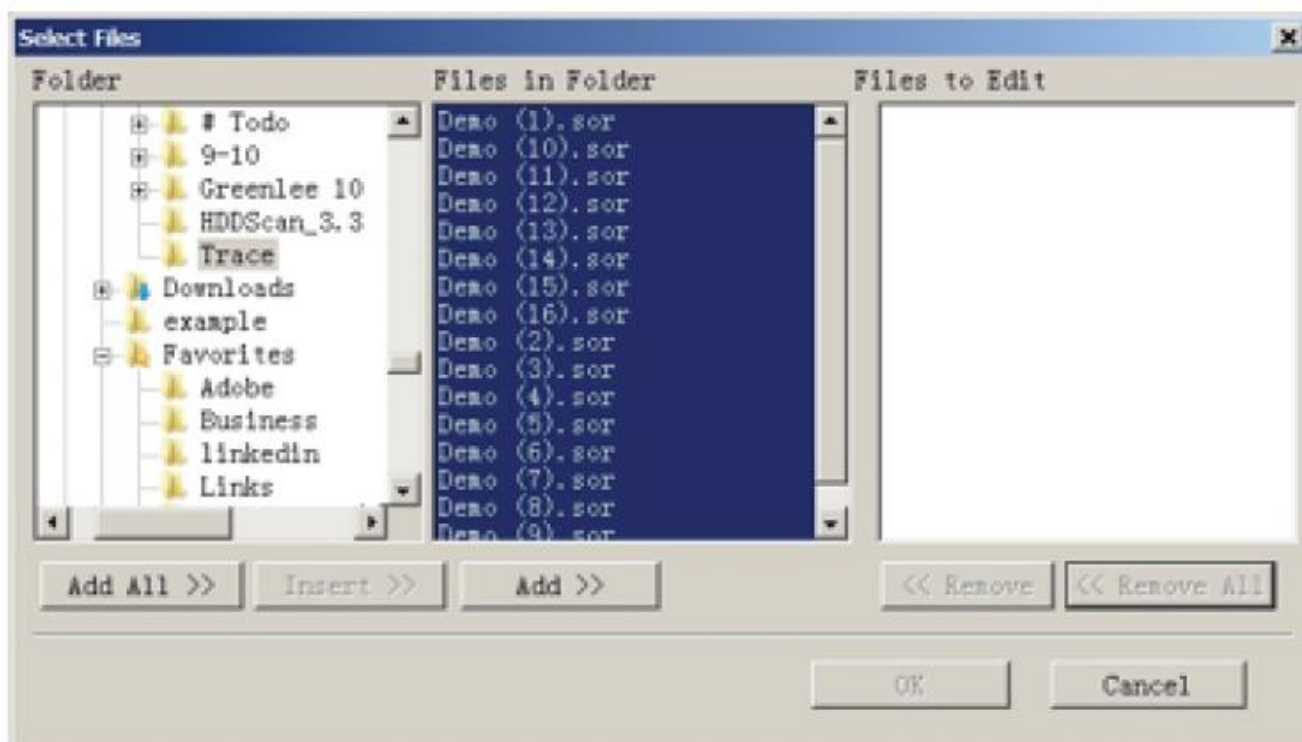 Select Files
Folder
Files in Folder
Files to Edit
# Todo
9-10
Greenlee 10
HDDScan_3.3
Trace
Downloads
example
Favorites
Adobe
Business
linkedin
Links
Demo (1).sor
Demo (10).sor
Demo (11).sor
Demo (12).sor
Demo (13).sor
Demo (14).sor
Demo (15).sor
Demo (16).sor
Demo (2).sor
Demo (3).sor
Demo (4).sor
Demo (5).sor
Demo (6).sor
Demo (7).sor
Demo (8).sor
Demo (9).sor
Add All >>
Insert >>
Add >>
<< Remove
<< Remove All
OK
Cancel